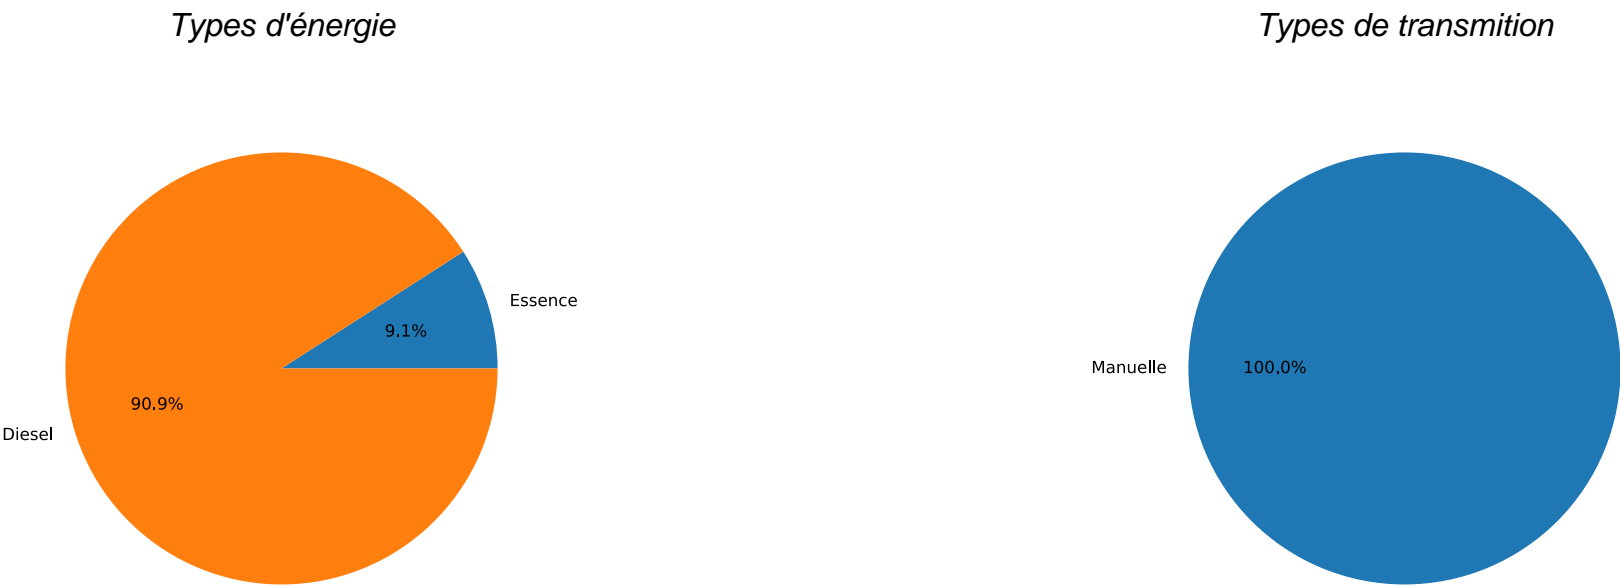 Types d'énergie
Types de transmition
Essence
9.1%
90.9%
Diesel
Manuelle
100.0%